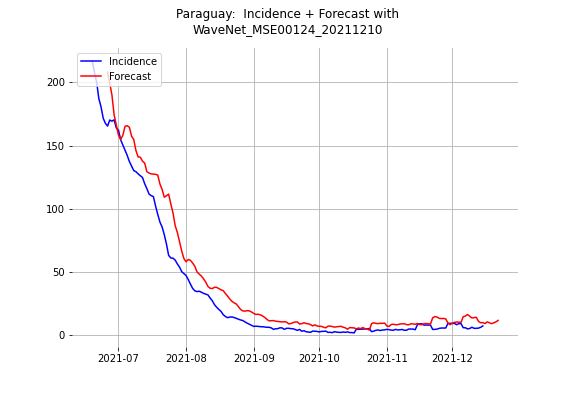 Paraguay:  Incidence + Forecast with
WaveNet_MSE00124_20211210
Incidence
Forecast
200
150
100
50
0
2021-07 2021-08 2021-09 2021-10 2021-11 2021-12